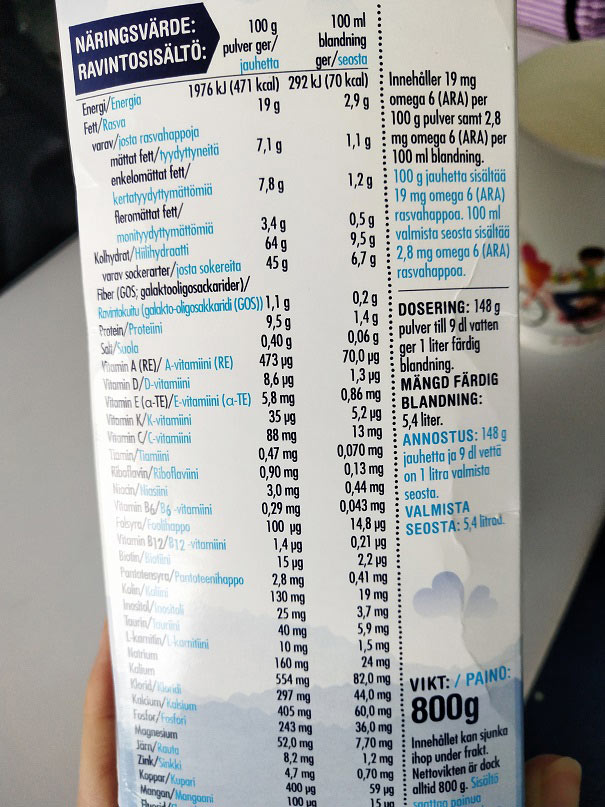 NÄRINGSVÄRDE:
RAVINTOSISÄLTÖ:
100 g
pulver ger/
jauhetta
100 ml
blandning
ger/seosta
Energi/Energia 1976 kJ (471 kcal) 292 kJ (70 kcal)
Fett/Rasva 19 g 2,9 g
varav/josta rasvahappoja
mättat fett/tyydyttyneitä 7,1 g 1,1 g
enkelomättat fett/
kertatyydyttymättömiä 7,8 g 1,2 g
fleromättat fett/
monityydyttymättömiä 3,4 g 0,5 g
Kolhydrat/Hiilihydraatti 64 g 9,5 g
varav sockerarter/josta sokereita 45 g 6,7 g
Fiber (GOS; galaktooligosackarider)/
Ravintokuitu (galakto-oligosakkaridi (GOS)) 1,1 g 0,2 g
Protein/Proteiini 9,5 g 1,4 g
Salt/Suola 0,40 g 0,06 g
Vitamin A (RE)/ A-vitamiini (RE) 473 µg 70,0 µg
Vitamin D/D-vitamiini 8,6 µg 1,3 µg
Vitamin E (α-TE)/E-vitamiini (α-TE) 5,8 mg 0,86 mg
Vitamin K/K-vitamiini 35 µg 5,2 µg
Vitamin C/C-vitamiini 88 mg 13 mg
Tiamin/Tiamiini 0,47 mg 0,070 mg
Riboflavin/Riboflaviini 0,90 mg 0,13 mg
Niacin/Niasiini 3,0 mg 0,44 mg
Vitamin B6/B6 -vitamiini 0,29 mg 0,043 mg
Folsyra/Foolihappo 100 µg 14,8 µg
Vitamin B12/B12 -vitamiini 1,4 µg 0,21 µg
Biotin/Biotiini 15 µg 2,2 µg
Pantotensyra/Pantoteenihappo 2,8 mg 0,41 mg
Kolin/Koliini 130 mg 19 mg
Inositol/Inositoli 25 mg 3,7 mg
Taurin/Tauriini 40 mg 5,9 mg
L-karnitin/L-karnitiini 10 mg 1,5 mg
Natrium 160 mg 24 mg
Kalium 554 mg 82,0 mg
Klorid/Kloridi 297 mg 44,0 mg
Kalcium/Kalsium 405 mg 60,0 mg
Fosfor/Fosfori 243 mg 36,0 mg
Magnesium 52,0 mg 7,70 mg
Järn/Rauta 8,2 mg 1,2 mg
Zink/Sinkki 4,7 mg 0,70 mg
Koppar/Kupari 400 µg 59 µg
Mangan/Mangaani 100 µg 15 µg
Innehåller 19 mg
omega 6 (ARA) per
100 g pulver samt 2,8
mg omega 6 (ARA) per
100 ml blandning.
100 g jauhetta sisältää
19 mg omega 6 (ARA)
rasvahappoa. 100 ml
valmista seosta sisältää
2,8 mg omega 6 (ARA)
rasvahappoa.
DOSERING: 148 g
pulver till 9 dl vatten
ger 1 liter färdig
blandning.
MÄNGD FÄRDIG
BLANDNING:
5,4 liter.
ANNOSTUS: 148 g
jauhetta ja 9 dl vettä
on 1 litra valmista
seosta.
VALMISTA
SEOSTA: 5,4 litraa.
VIKT: / PAINO:
800g
Innehållet kan sjunka
ihop under frakt.
Nettovikten är dock
alltid 800 g. Sisältö
saattaa painua